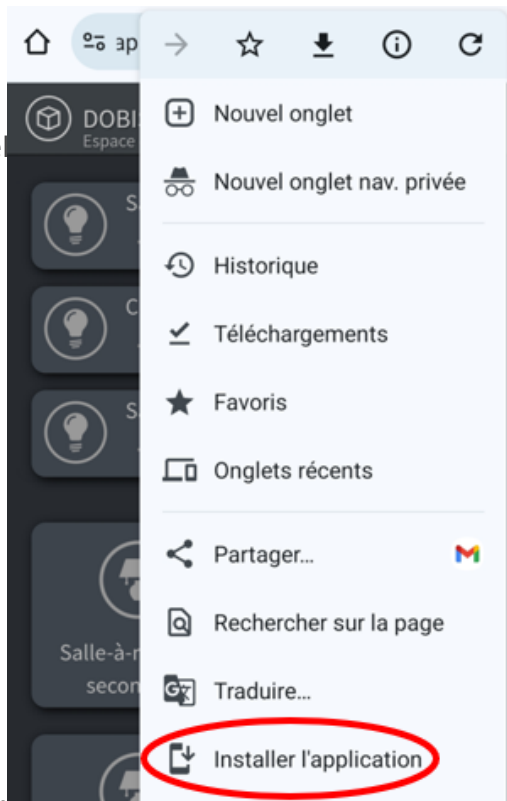 ap
Nouvel onglet
DOBI
Espace
Nouvel onglet nav. privée
S
Historique
C
Téléchargements
S
Favoris
Onglets récents
Partager...
Rechercher sur la page
Salle-à-r
secon
Traduire...
Installer l'application